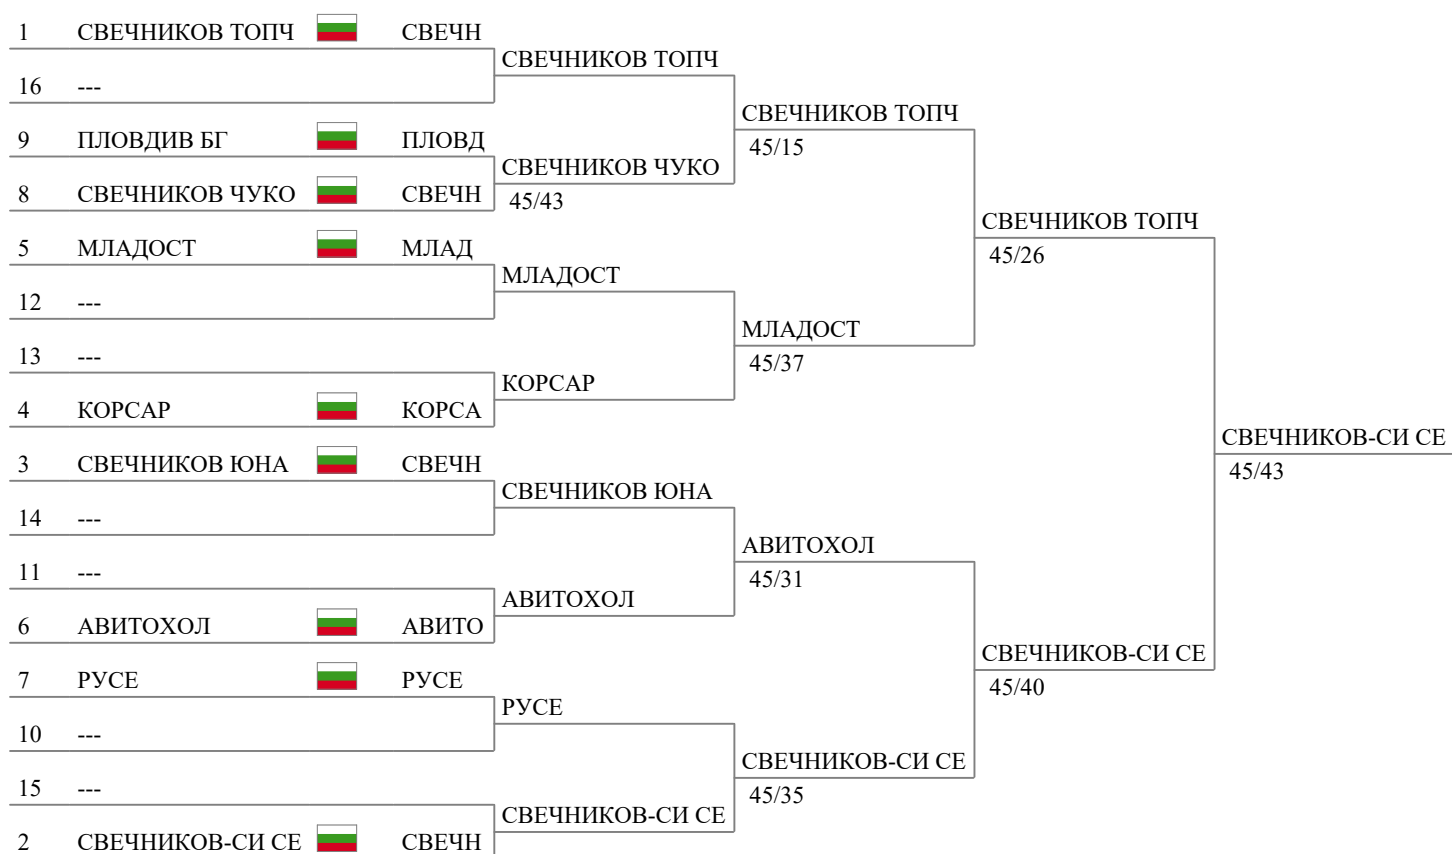 1 СВЕЧНИКОВ ТОПЧ СВЕЧН
СВЕЧНИКОВ ТОПЧ
16 ---
СВЕЧНИКОВ ТОПЧ
9 ПЛОВДИВ БГ ПЛОВД
45/15
СВЕЧНИКОВ ЧУКО
8 СВЕЧНИКОВ ЧУКО СВЕЧН
45/43
СВЕЧНИКОВ ТОПЧ
5 МЛАДОСТ МЛАД
45/26
МЛАДОСТ
12 ---
МЛАДОСТ
13 ---
45/37
КОРСАР
4 КОРСАР КОРСА
СВЕЧНИКОВ-СИ СЕ
3 СВЕЧНИКОВ ЮНА СВЕЧН
45/43
СВЕЧНИКОВ ЮНА
14 ---
АВИТОХОЛ
11 ---
45/31
АВИТОХОЛ
6 АВИТОХОЛ АВИТО
СВЕЧНИКОВ-СИ СЕ
7 РУСЕ РУСЕ
45/40
РУСЕ
10 ---
СВЕЧНИКОВ-СИ СЕ
15 ---
45/35
СВЕЧНИКОВ-СИ СЕ
2 СВЕЧНИКОВ-СИ СЕ СВЕЧН